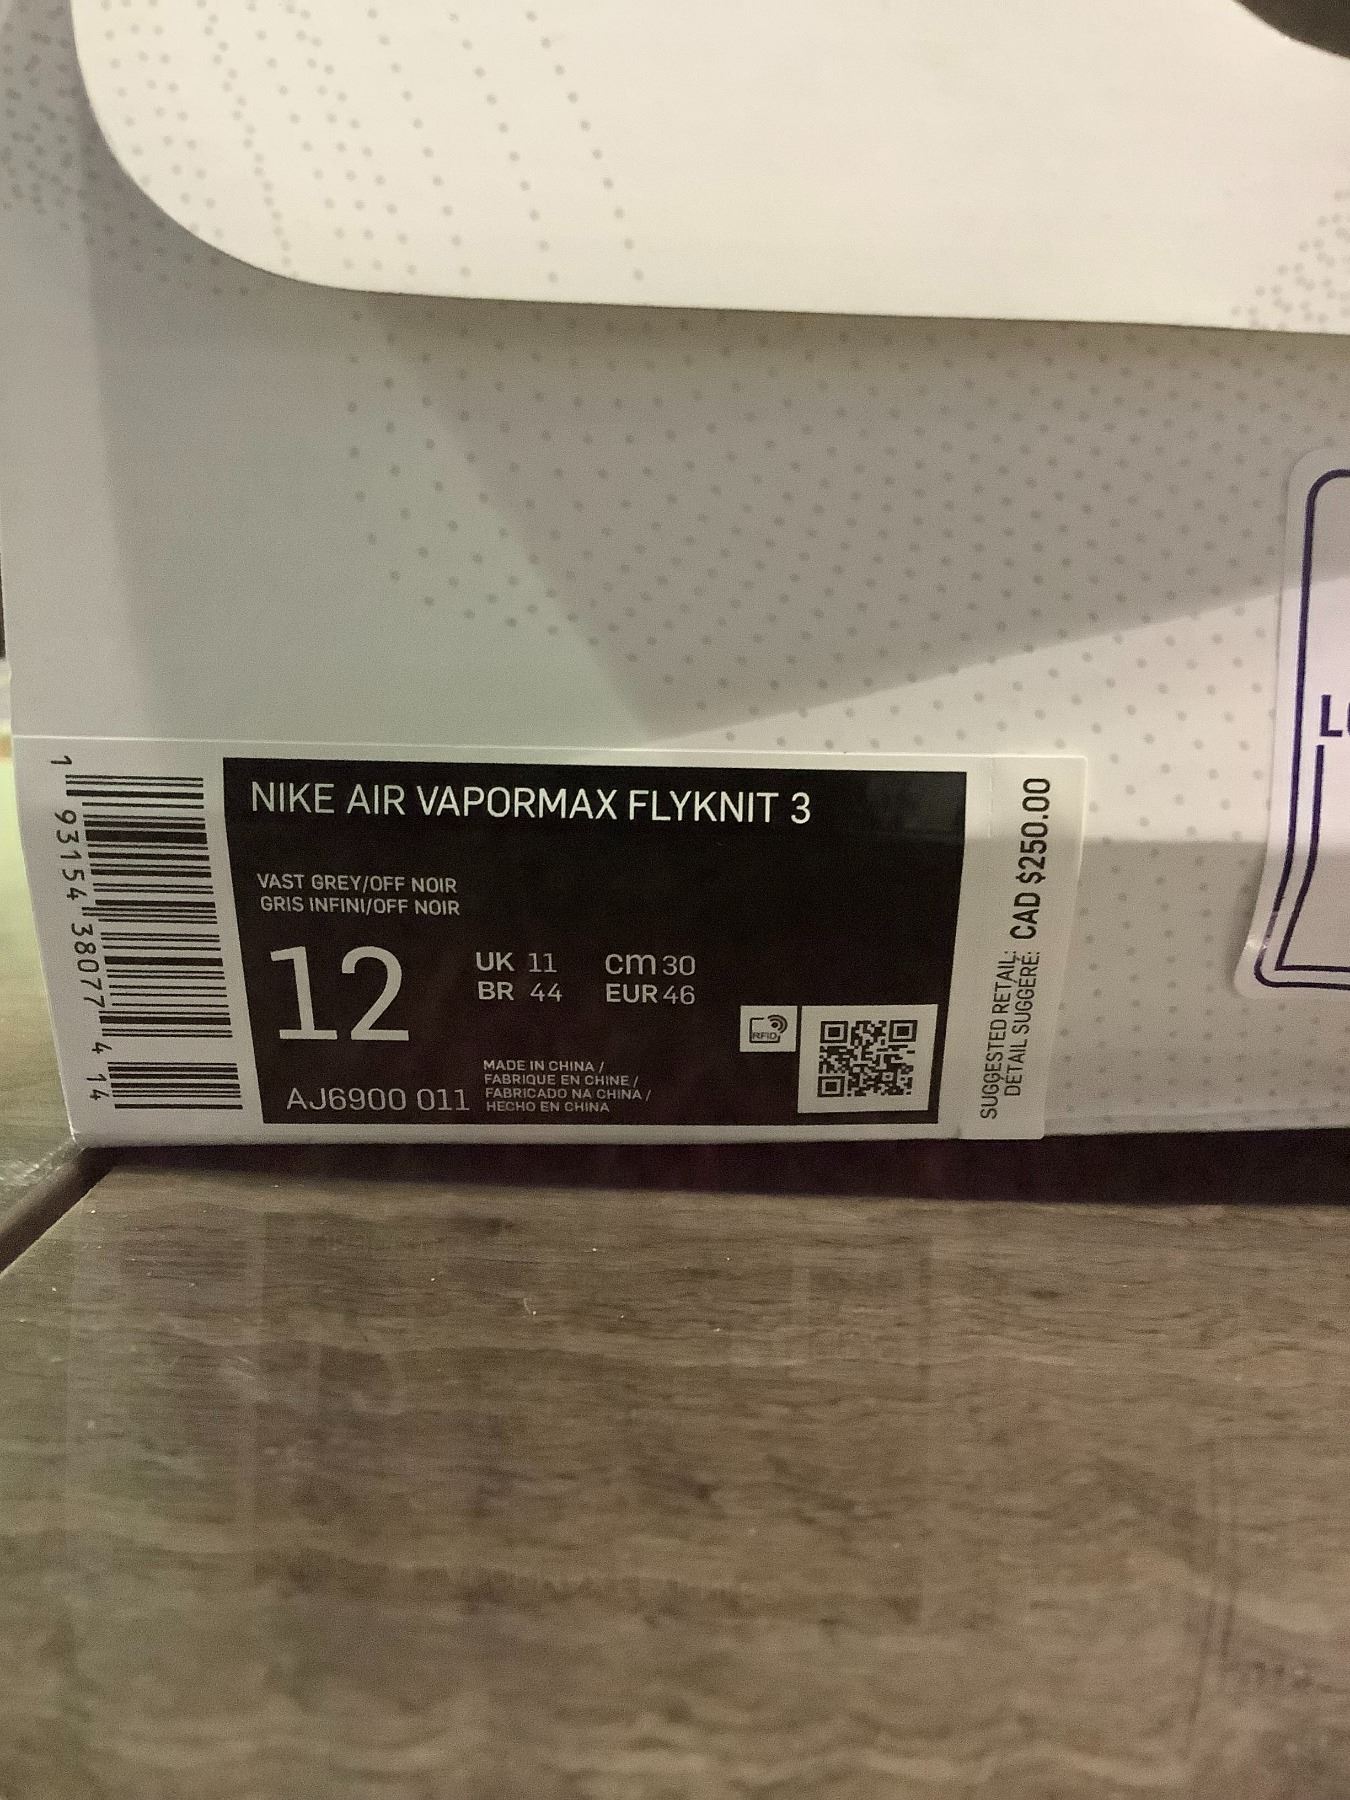 NIKE AIR VAPORMAX FLYKNIT 3
VAST GREY/OFF NOIR
GRIS INFINI/OFF NOIR
12
UK 11
BR 44
cm 30
EUR 46
AJ6900 011
MADE IN CHINA /
FABRIQUE EN CHINE /
FABRICADO NA CHINA /
HECHO EN CHINA
RFID
1 93154 38077 4 14
SUGGESTED RETAIL:
DETAIL SUGGÉRÉ: CAD $250.00